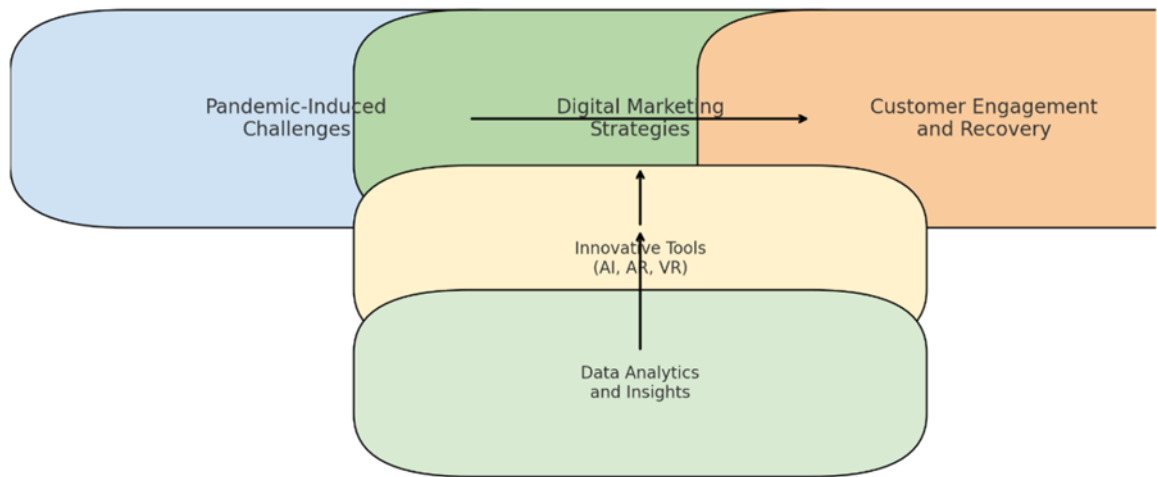 Pandemic-Induced
Challenges
Digital Marketing
Strategies
Customer Engagement
and Recovery
Innovative Tools
(AI, AR, VR)
Data Analytics
and Insights